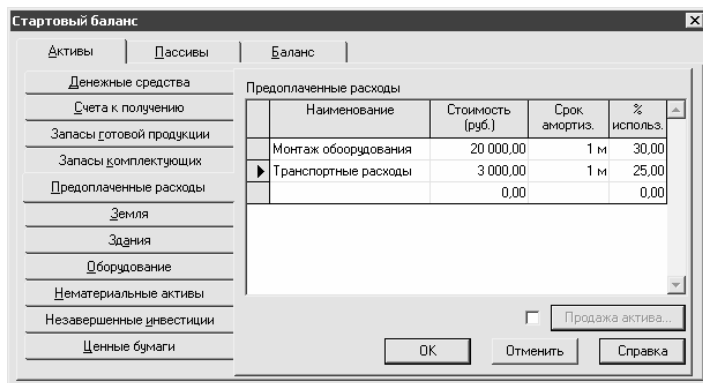 Стартовый баланс
Активы Пассивы Баланс
Денежные средства
Счета к получению
Запасы готовой продукции
Запасы комплектующих
Предоплаченные расходы
Земля
Здания
Оборудование
Нематериальные активы
Незавершенные инвестиции
Ценные бумаги
Предоплаченные расходы
Наименование Стоимость (руб.) Срок амортиз. % использ.
Монтаж обоорудования 20 000,00 1 м 30,00
Транспортные расходы 3 000,00 1 м 25,00
0,00 0,00
Продажа актива...
OK Отменить Справка